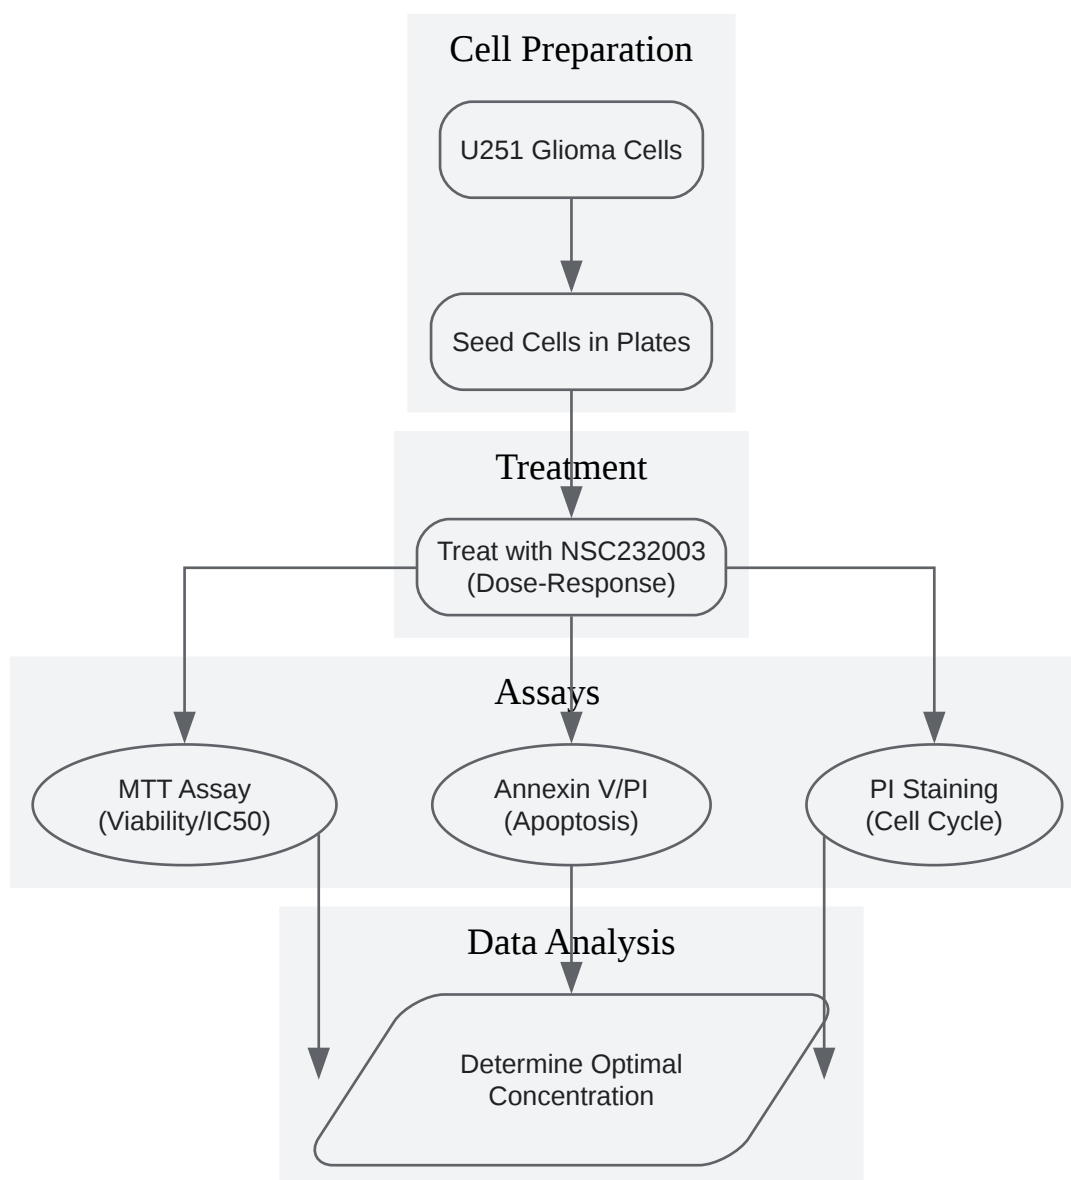 Cell Preparation
U251 Glioma Cells
Seed Cells in Plates
Treatment
Treat with NSC232003
(Dose-Response)
Assays
MTT Assay
(Viability/IC50)
Annexin V/PI
(Apoptosis)
PI Staining
(Cell Cycle)
Data Analysis
Determine Optimal
Concentration